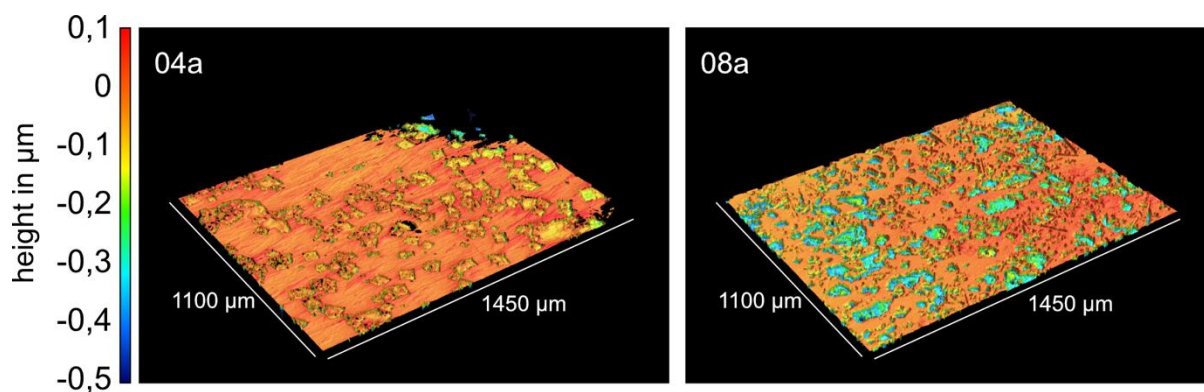 height in µm
0,1
0
-0,1
-0,2
-0,3
-0,4
-0,5
04a
1100 µm
1450 µm
08a
1100 µm
1450 µm